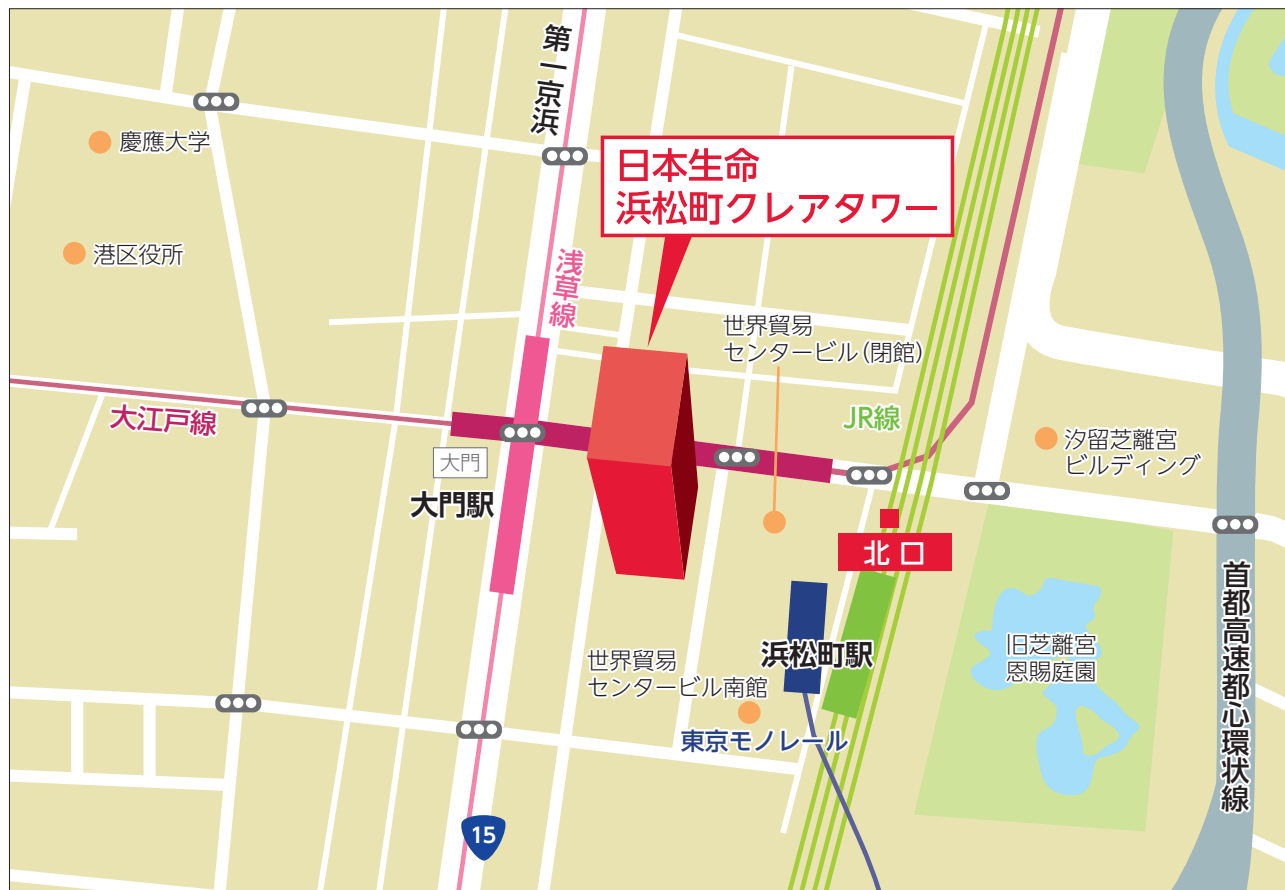 第一京浜
慶應大学
日本生命
浜松町クレアタワー
港区役所
浅草線
世界貿易
センタービル(閉館)
大江戸線
JR線
汐留芝離宮
ビルディング
大門
大門駅
北口
首都高速都心環状線
浜松町駅
旧芝離宮
恩賜庭園
世界貿易
センタービル南館
東京モノレール
15